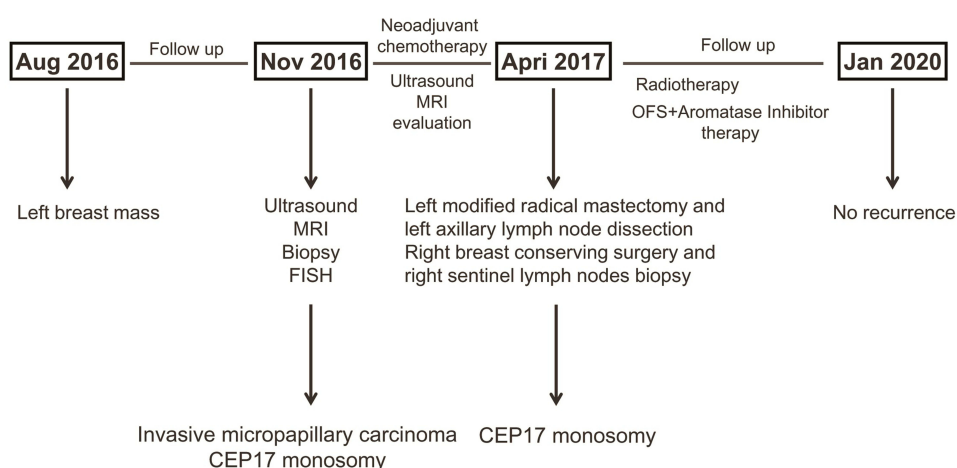 Aug 2016
Follow up
Nov 2016
Neoadjuvant
chemotherapy
Ultrasound
MRI
evaluation
Apri 2017
Follow up
Radiotherapy
OFS+Aromatase Inhibitor
therapy
Jan 2020
Left breast mass
Ultrasound
MRI
Biopsy
FISH
Left modified radical mastectomy and
left axillary lymph node dissection
Right breast conserving surgery and
right sentinel lymph nodes biopsy
No recurrence
Invasive micropapillary carcinoma
CEP17 monosomy
CEP17 monosomy